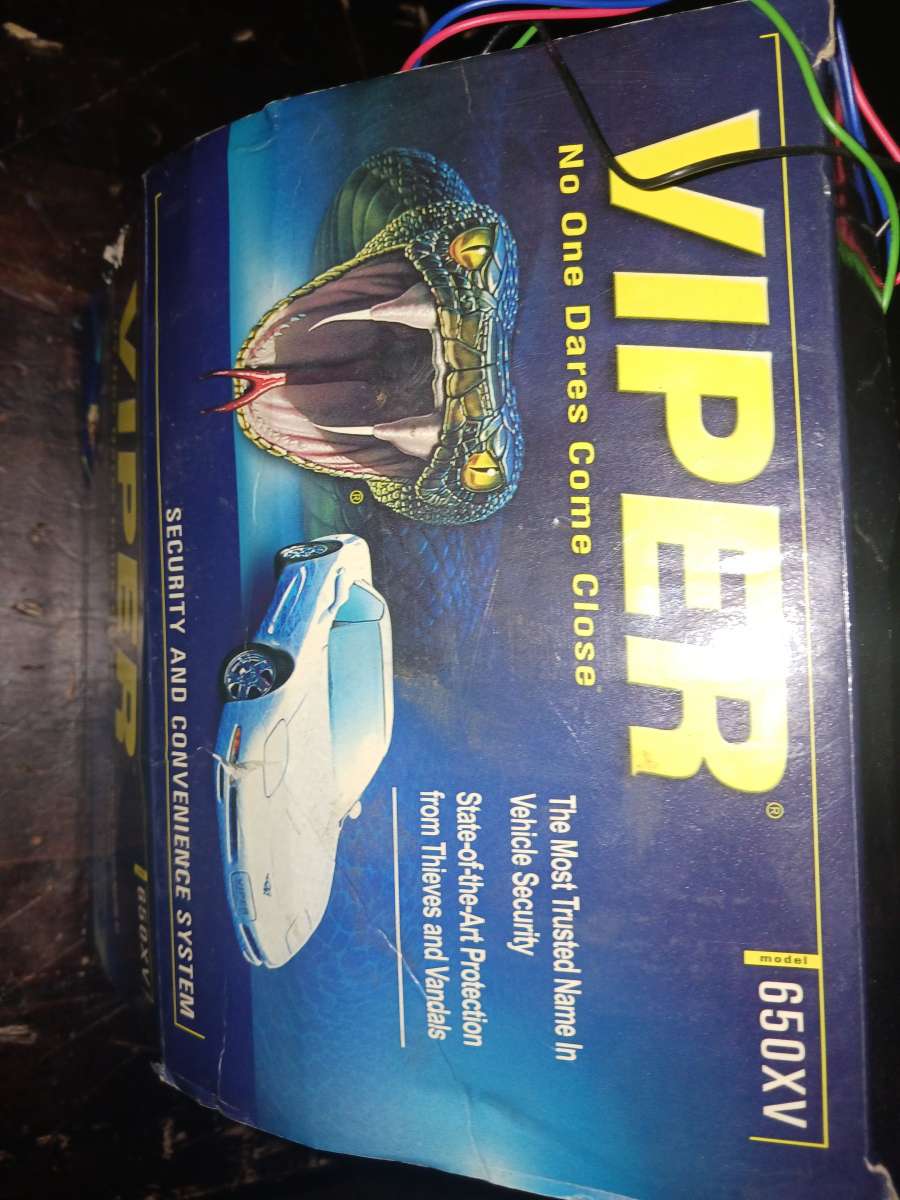 VIPER®
No One Dares Come Close
model 650XV
The Most Trusted Name In
Vehicle Security
State-of-the-Art Protection
from Thieves and Vandals
®
SECURITY AND CONVENIENCE SYSTEM
VIPER
650XV
VIPER